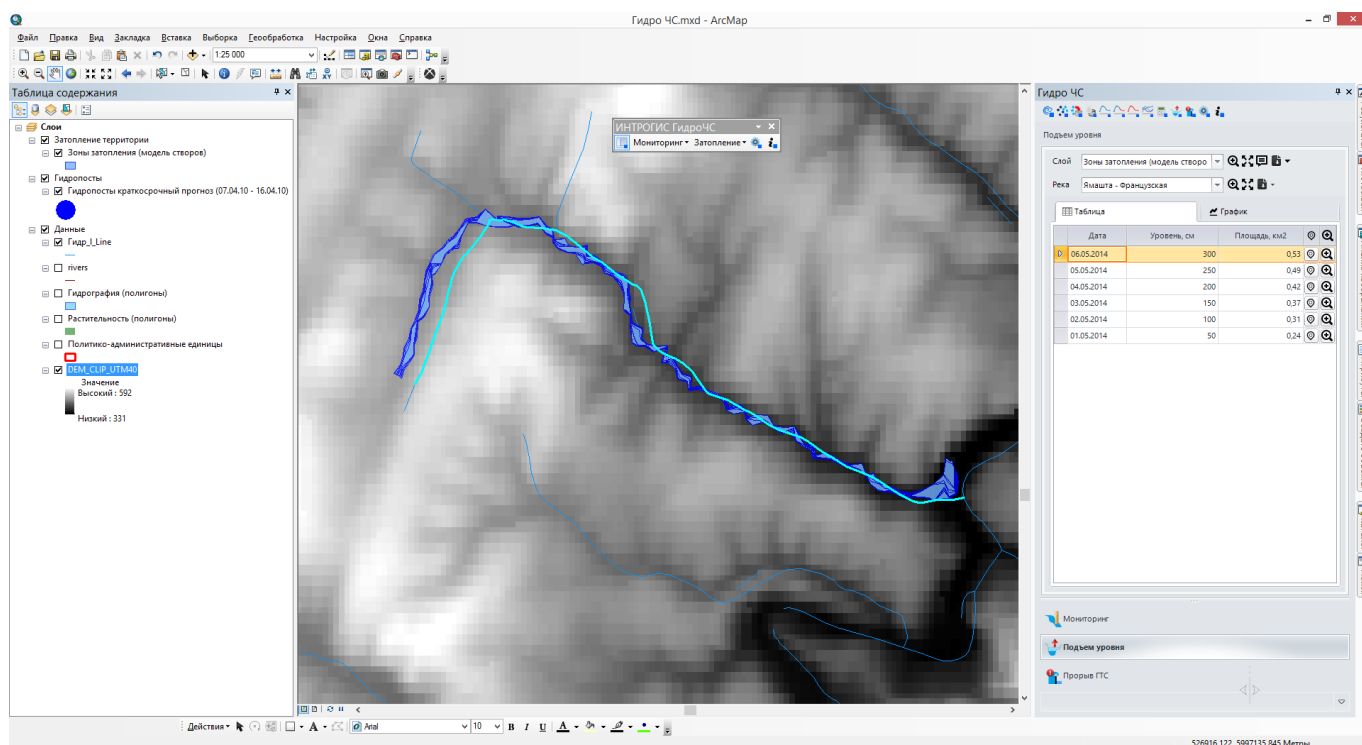 Гидро ЧС.mxd - ArcMap
Файл Правка Вид Закладка Вставка Выборка Геообработка Настройка Окна Справка
1:25 000
Таблица содержания
Слои
Затопление территории
Зоны затопления (модель створов)
Гидропосты
Гидропосты краткосрочный прогноз (07.04.10 - 16.04.10)
Данные
Гидр_l_Line
rivers
Гидрография (полигоны)
Растительность (полигоны)
Политико-административные единицы
DEM_CLIP_UTM40
Значение
Высокий : 592
Низкий : 331
ИНТРОГИС ГидроЧС
Мониторинг Затопление
Гидро ЧС
Подъем уровня
Слой Зоны затопления (модель створо
Река Ямашта - Французская
Таблица График
Дата Уровень, см Площадь, км2
06.05.2014 300 0,53
05.05.2014 250 0,49
04.05.2014 200 0,42
03.05.2014 150 0,37
02.05.2014 100 0,31
01.05.2014 50 0,24
Мониторинг
Подъем уровня
Прорыв ГТС
Действия Arial 10 B I U A
526916,122 5997135,845 Метры